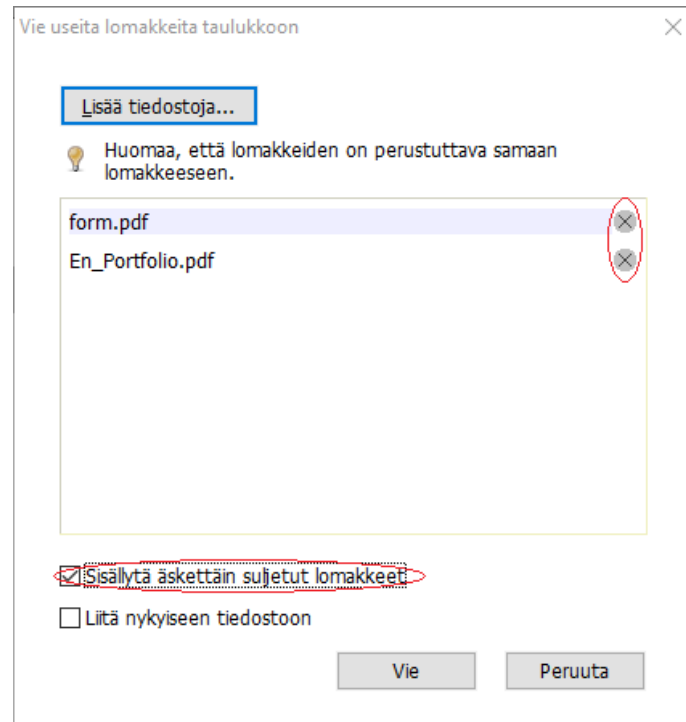 Vie useita lomakkeita taulukkoon
Lisää tiedostoja...
Huomaa, että lomakkeiden on perustuttava samaan
lomakkeeseen.
form.pdf
En_Portfolio.pdf
Sisällytä äskettäin suljetut lomakkeet
Liitä nykyiseen tiedostoon
Vie
Peruuta